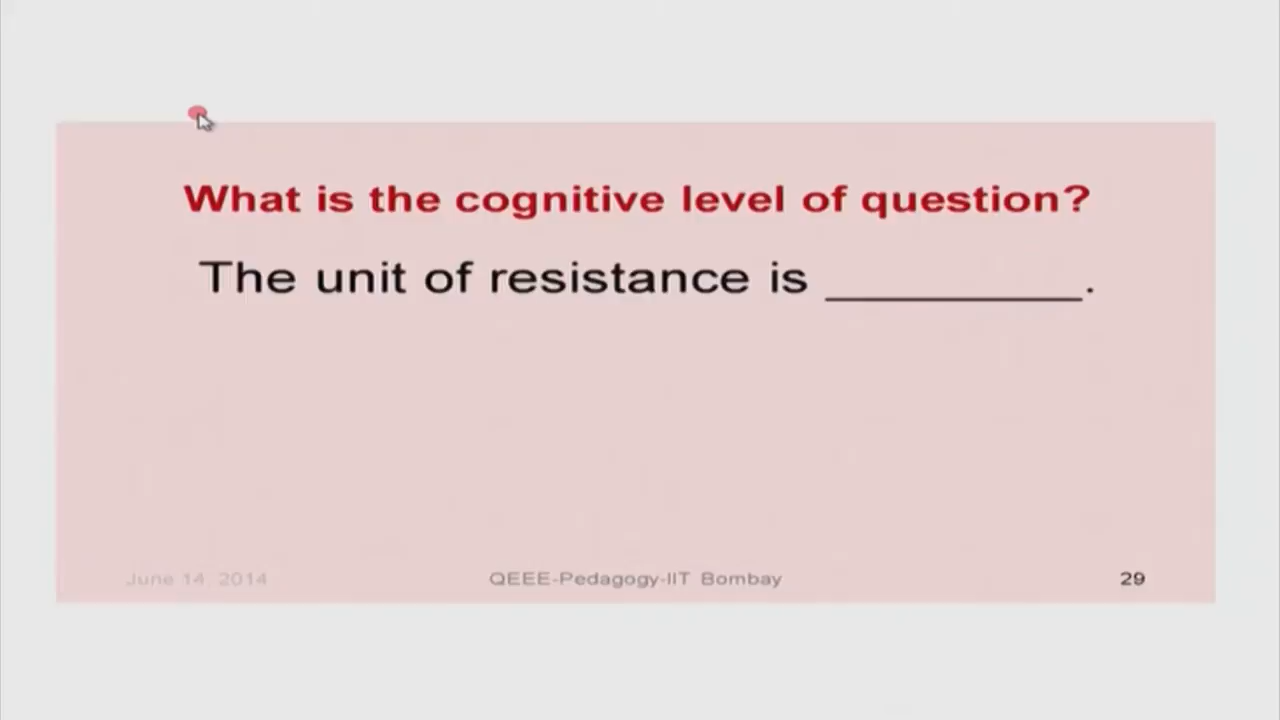 What is the cognitive level of question?
The unit of resistance is __________.
June 14, 2014
QEEE-Pedagogy-IIT Bombay
29